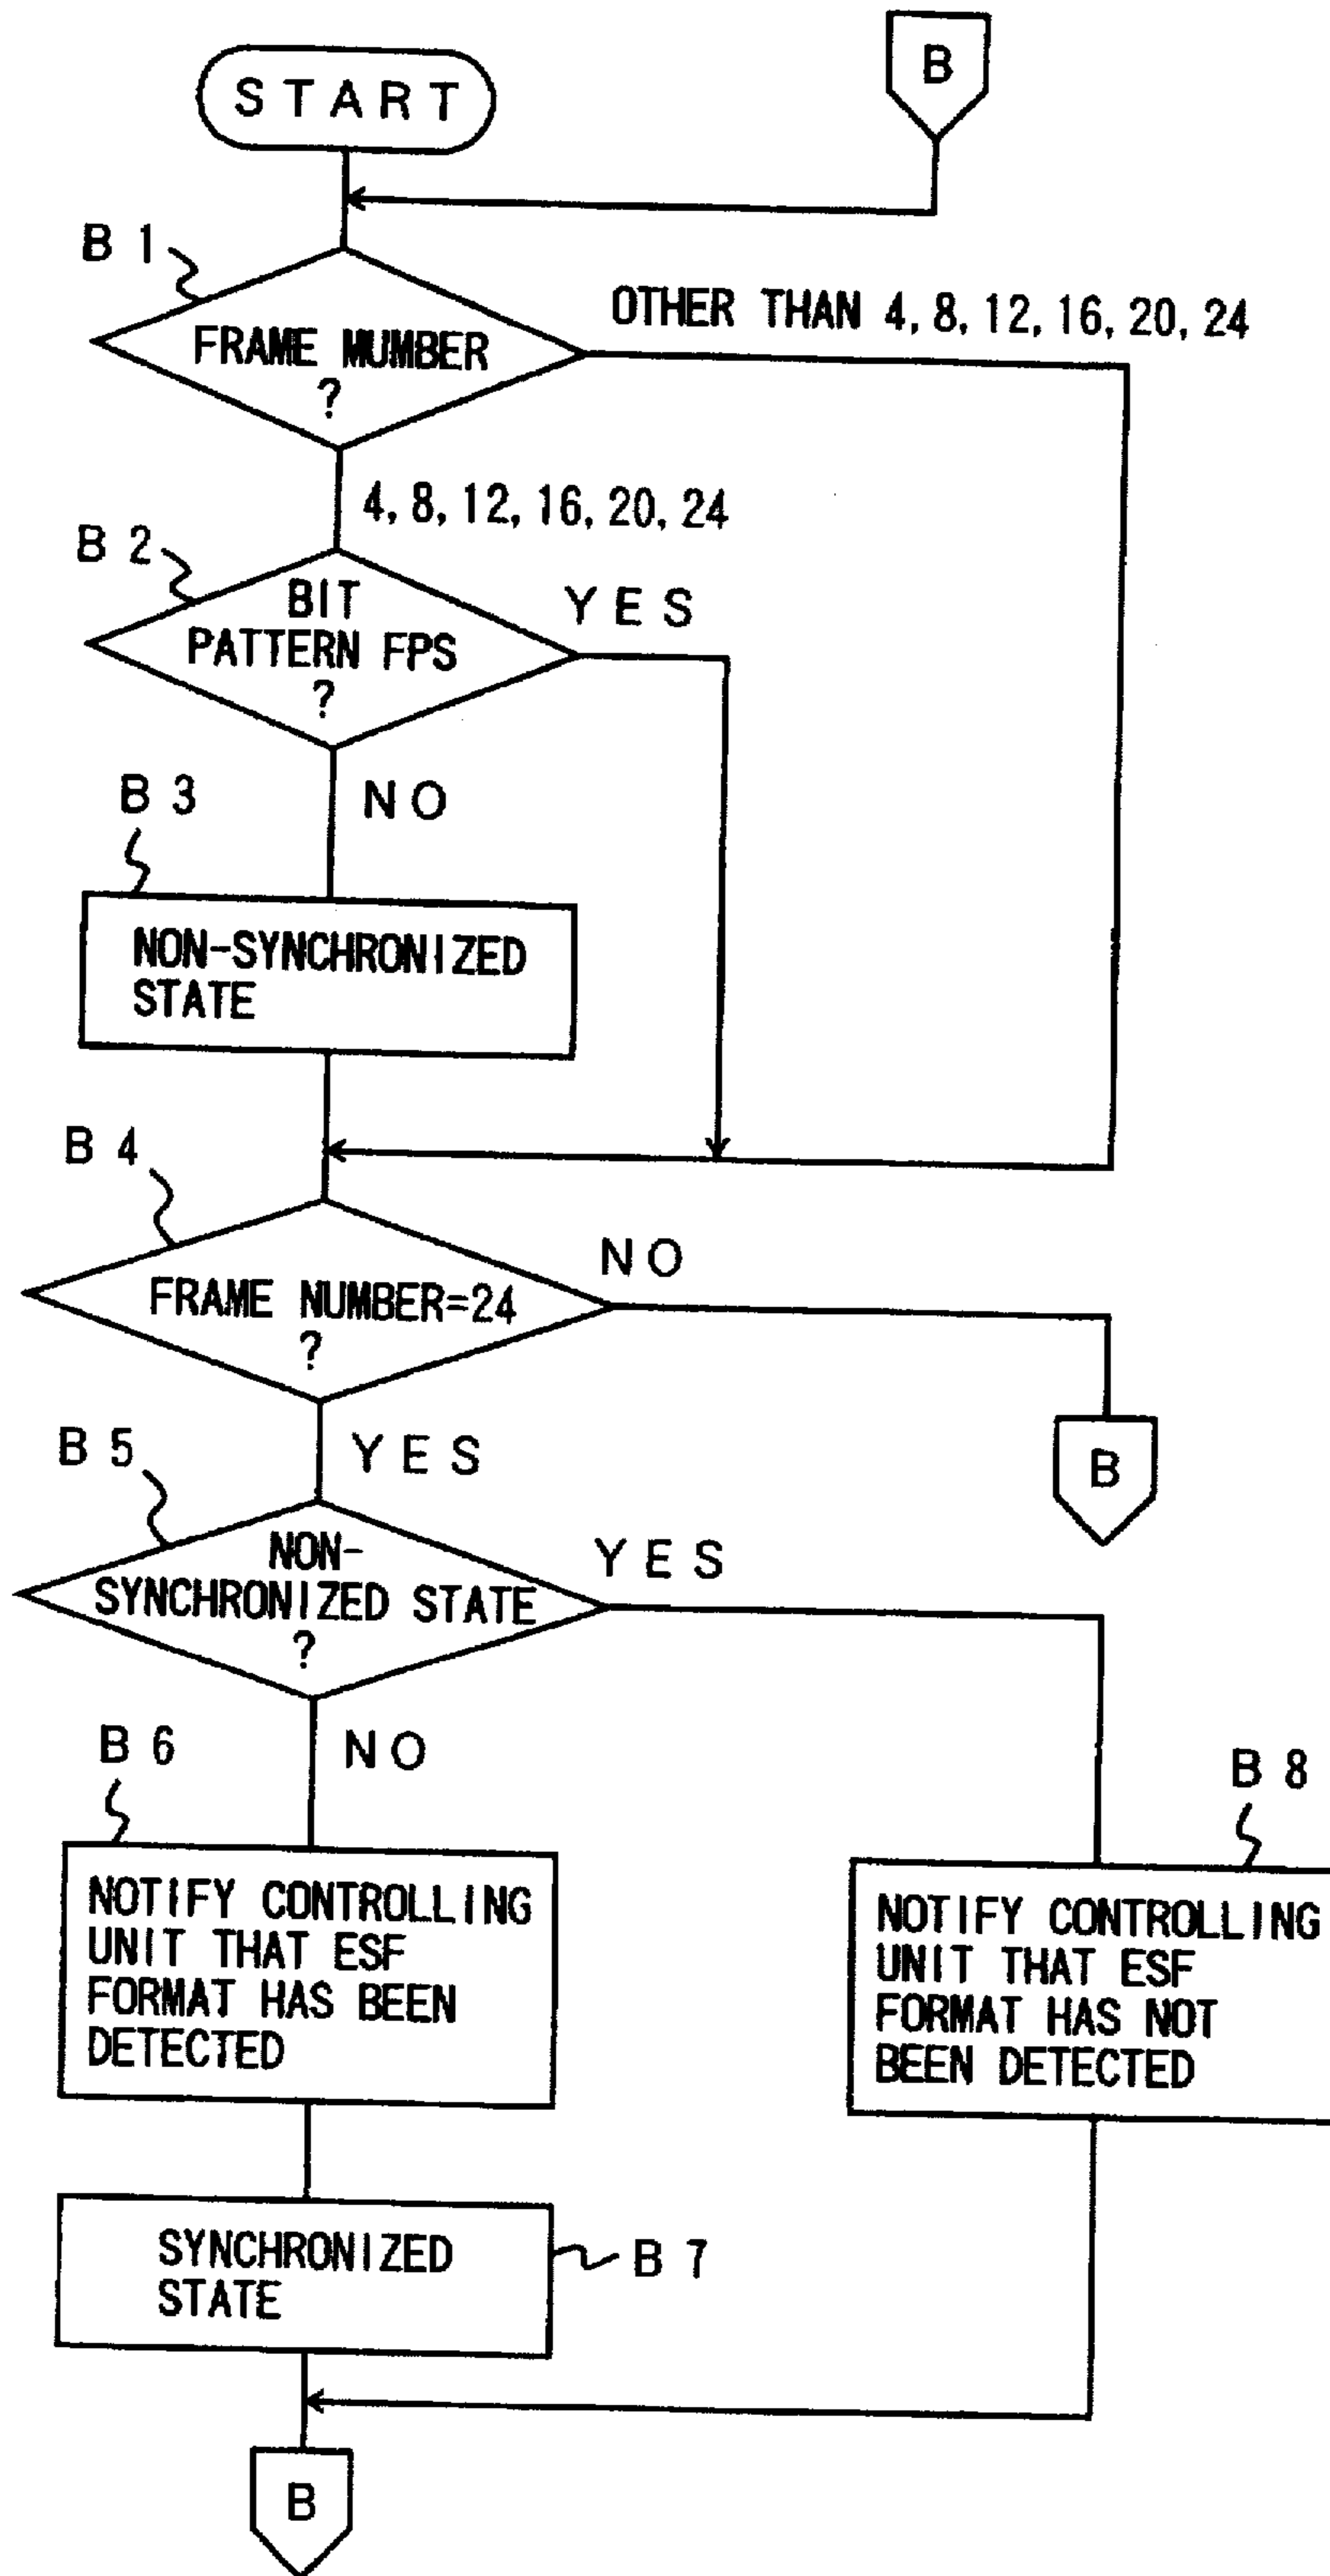 START
B
B 1
FRAME MUMBER
?
OTHER THAN 4, 8, 12, 16, 20, 24
4, 8, 12, 16, 20, 24
B 2
BIT
PATTERN FPS
?
YES
NO
B 3
NON-SYNCHRONIZED
STATE
B 4
FRAME NUMBER=24
?
NO
B
YES
B 5
NON-
SYNCHRONIZED STATE
?
YES
NO
B 6
NOTIFY CONTROLLING
UNIT THAT ESF
FORMAT HAS BEEN
DETECTED
B 8
NOTIFY CONTROLLING
UNIT THAT ESF
FORMAT HAS NOT
BEEN DETECTED
SYNCHRONIZED
STATE
B 7
B